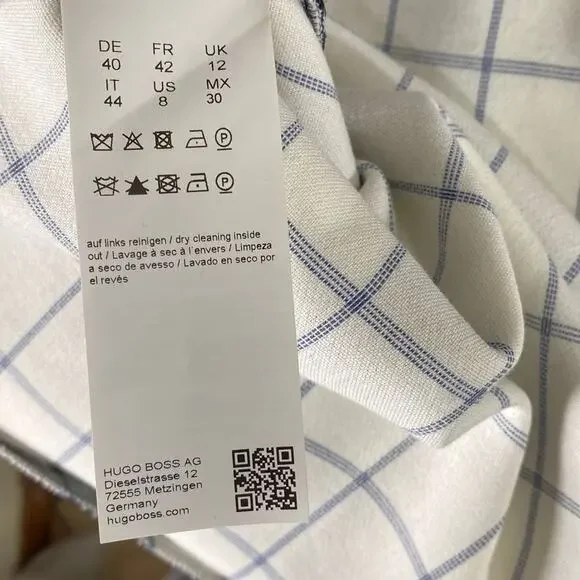 DE FR UK
40 42 12
IT US MX
44 8 30
P
P
auf links reinigen / dry cleaning inside
out / Lavage à sec à l'envers / Limpeza
a seco de avesso / Lavado en seco por
el revés
HUGO BOSS AG
Dieselstrasse 12
72555 Metzingen
Germany
hugoboss.com